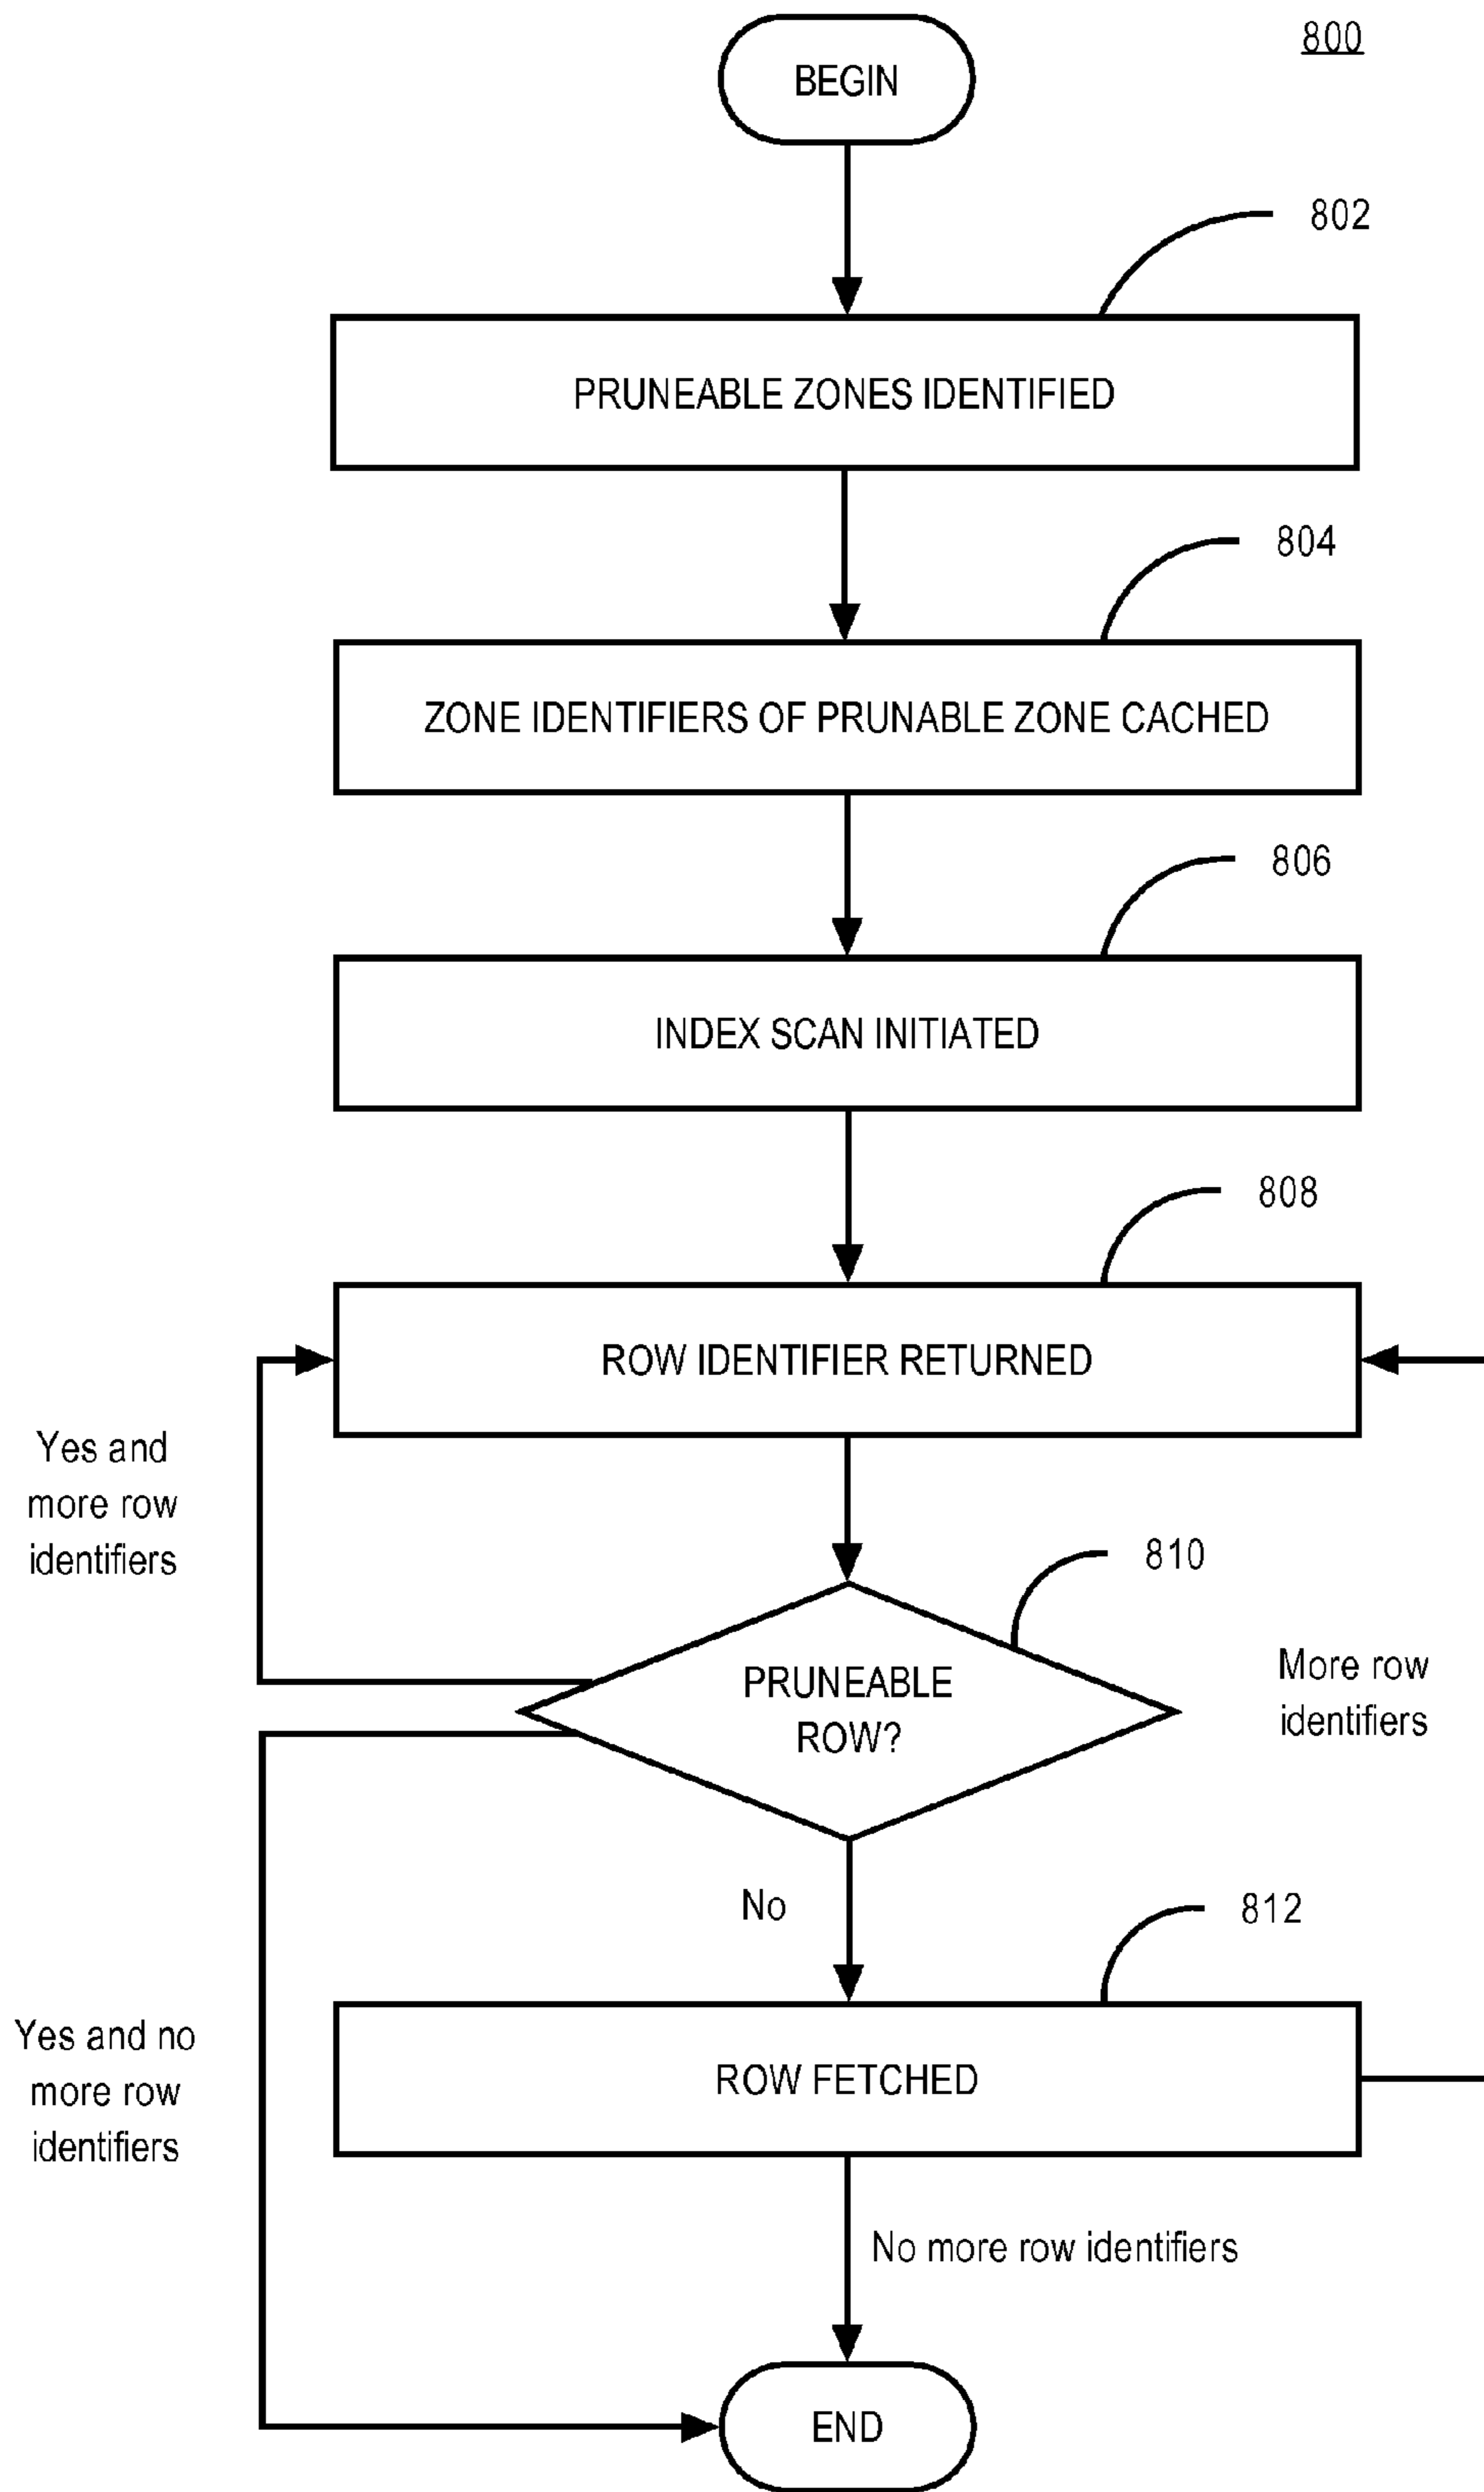 800
BEGIN
802
PRUNEABLE ZONES IDENTIFIED
804
ZONE IDENTIFIERS OF PRUNABLE ZONE CACHED
806
INDEX SCAN INITIATED
808
ROW IDENTIFIER RETURNED
Yes and
more row
identifiers
810
PRUNEABLE
ROW?
More row
identifiers
No
812
Yes and no
more row
identifiers
ROW FETCHED
No more row identifiers
END